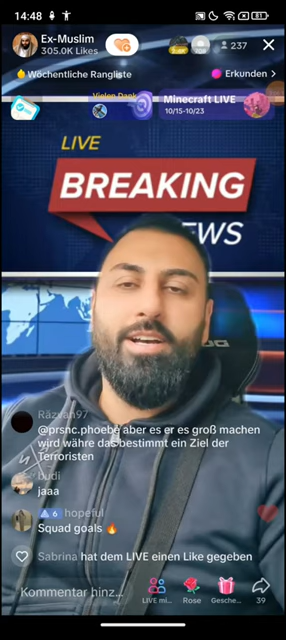 14:48
81
Ex-Muslim
305.0K Likes
237
Wöchentliche Rangliste
Erkunden >
Vielen Dank
Minecraft LIVE
10/15-10/23
LIVE
BREAKING
NEWS
Răzvan97
@prsnc.phoebe aber es er es groß machen
wird währe das bestimmt ein Ziel der
Terroristen
budi
jaaa
6 hopeful
Squad goals 🔥
Sabrina hat dem LIVE einen Like gegeben
Kommentar hinz...
LIVE mi...
Rose
Gesche...
39